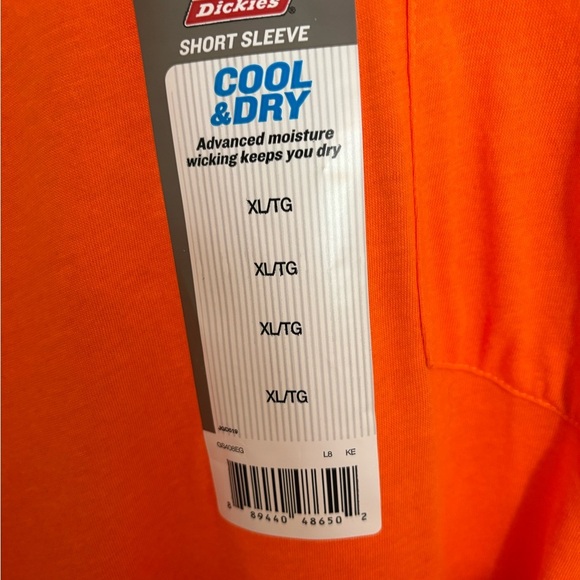 Dickies®
SHORT SLEEVE
COOL
&DRY
Advanced moisture
wicking keeps you dry
XL/TG
XL/TG
XL/TG
XL/TG
L8 KE
8 89440 48650 2